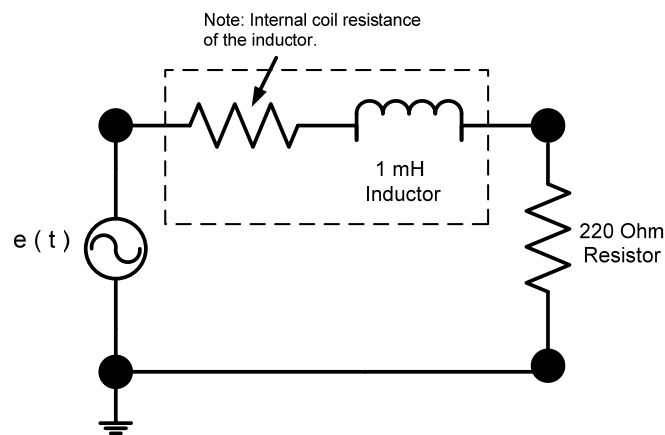 Note: Internal coil resistance
of the inductor.
1 mH
Inductor
e ( t )
220 Ohm
Resistor